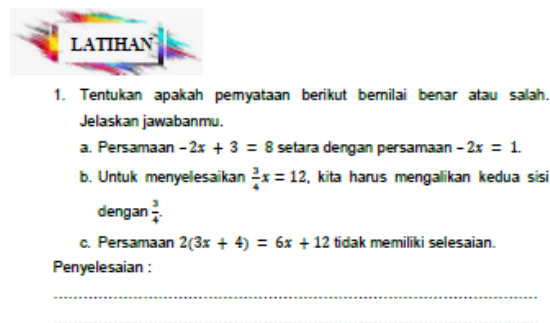 LATIHAN
1. Tentukan apakah pernyataan berikut bernilai benar atau salah.
Jelaskan jawabanmu.
a. Persamaan −2x + 3 = 8 setara dengan persamaan −2x = 1.
b. Untuk menyelesaikan 3/4 x = 12, kita harus mengalikan kedua sisi
dengan 3/4.
c. Persamaan 2(3x + 4) = 6x + 12 tidak memiliki selesaian.
Penyelesaian :